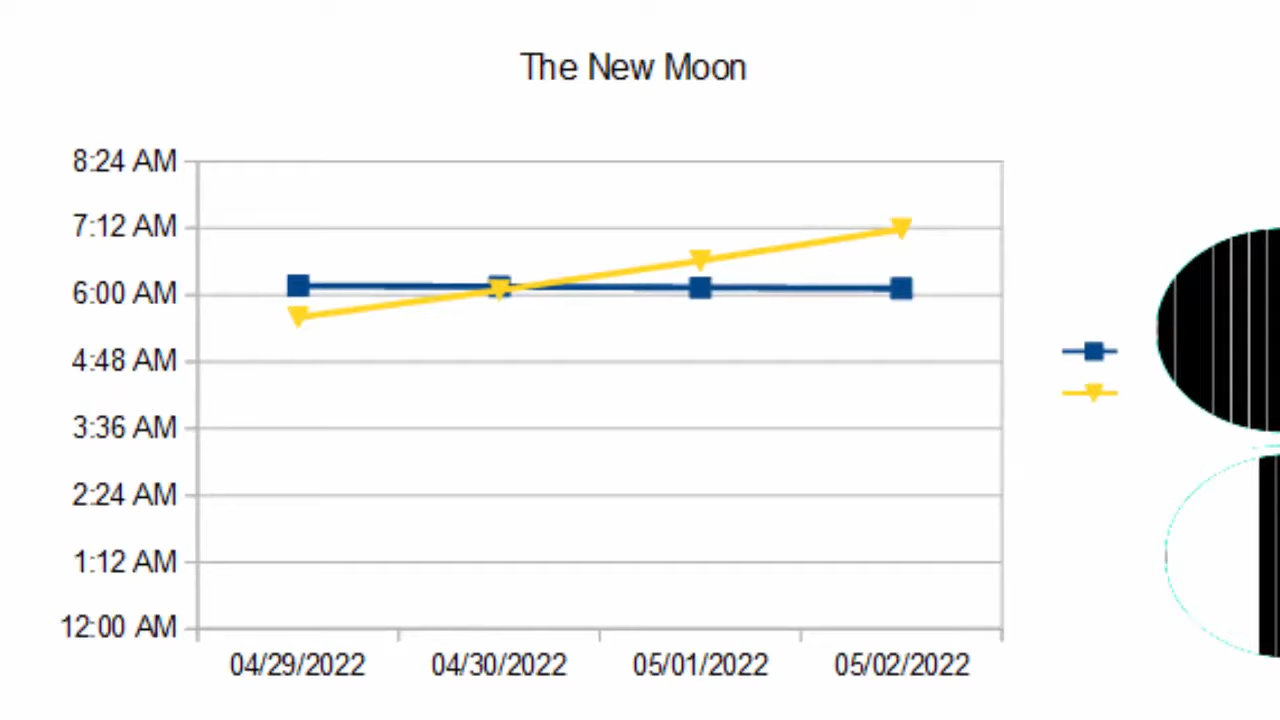 The New Moon
8:24 AM
7:12 AM
6:00 AM
4:48 AM
3:36 AM
2:24 AM
1:12 AM
12:00 AM
04/29/2022 04/30/2022 05/01/2022 05/02/2022